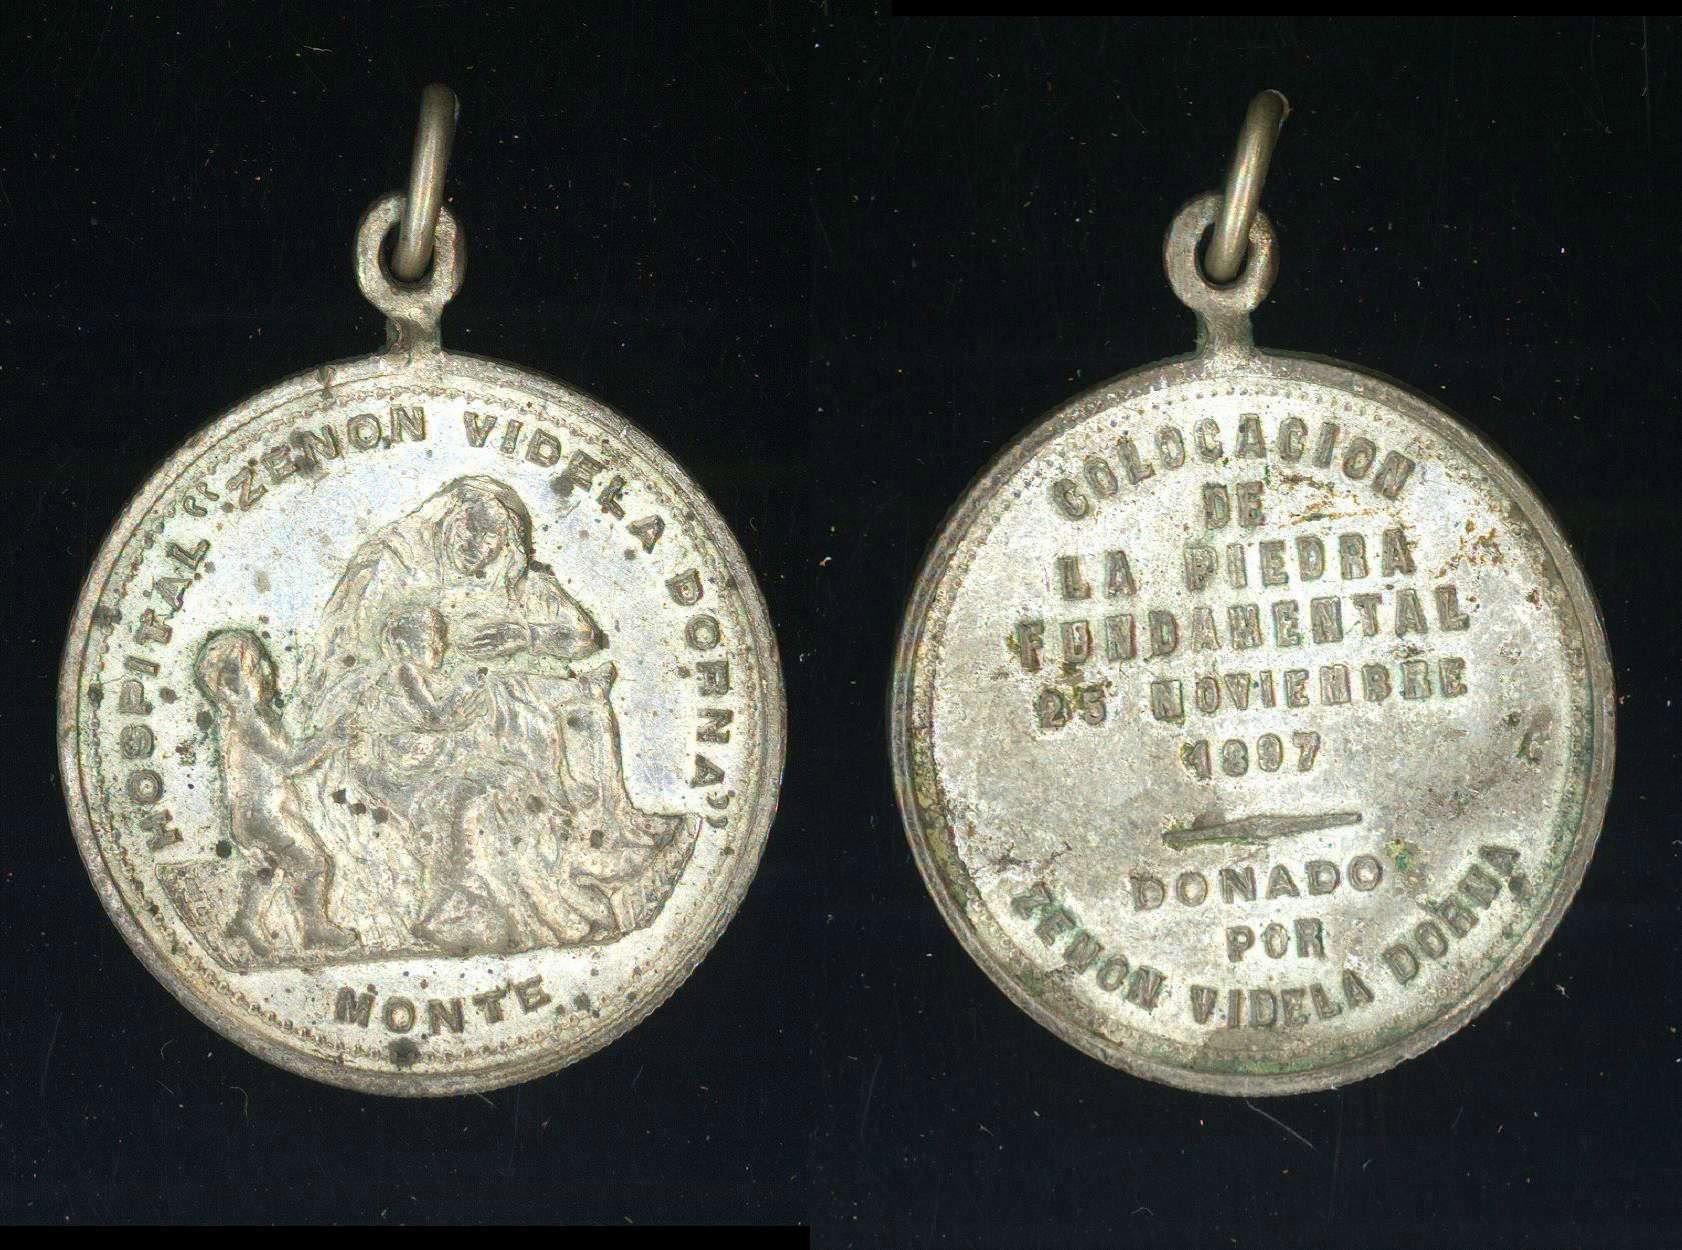 HOSPITAL "ZENON VIDELA DORNA"
MONTE
COLOCACION
DE
LA PIEDRA
FUNDAMENTAL
25 NOVIEMBRE
1897
DONADO
POR
ZENON VIDELA DORNA